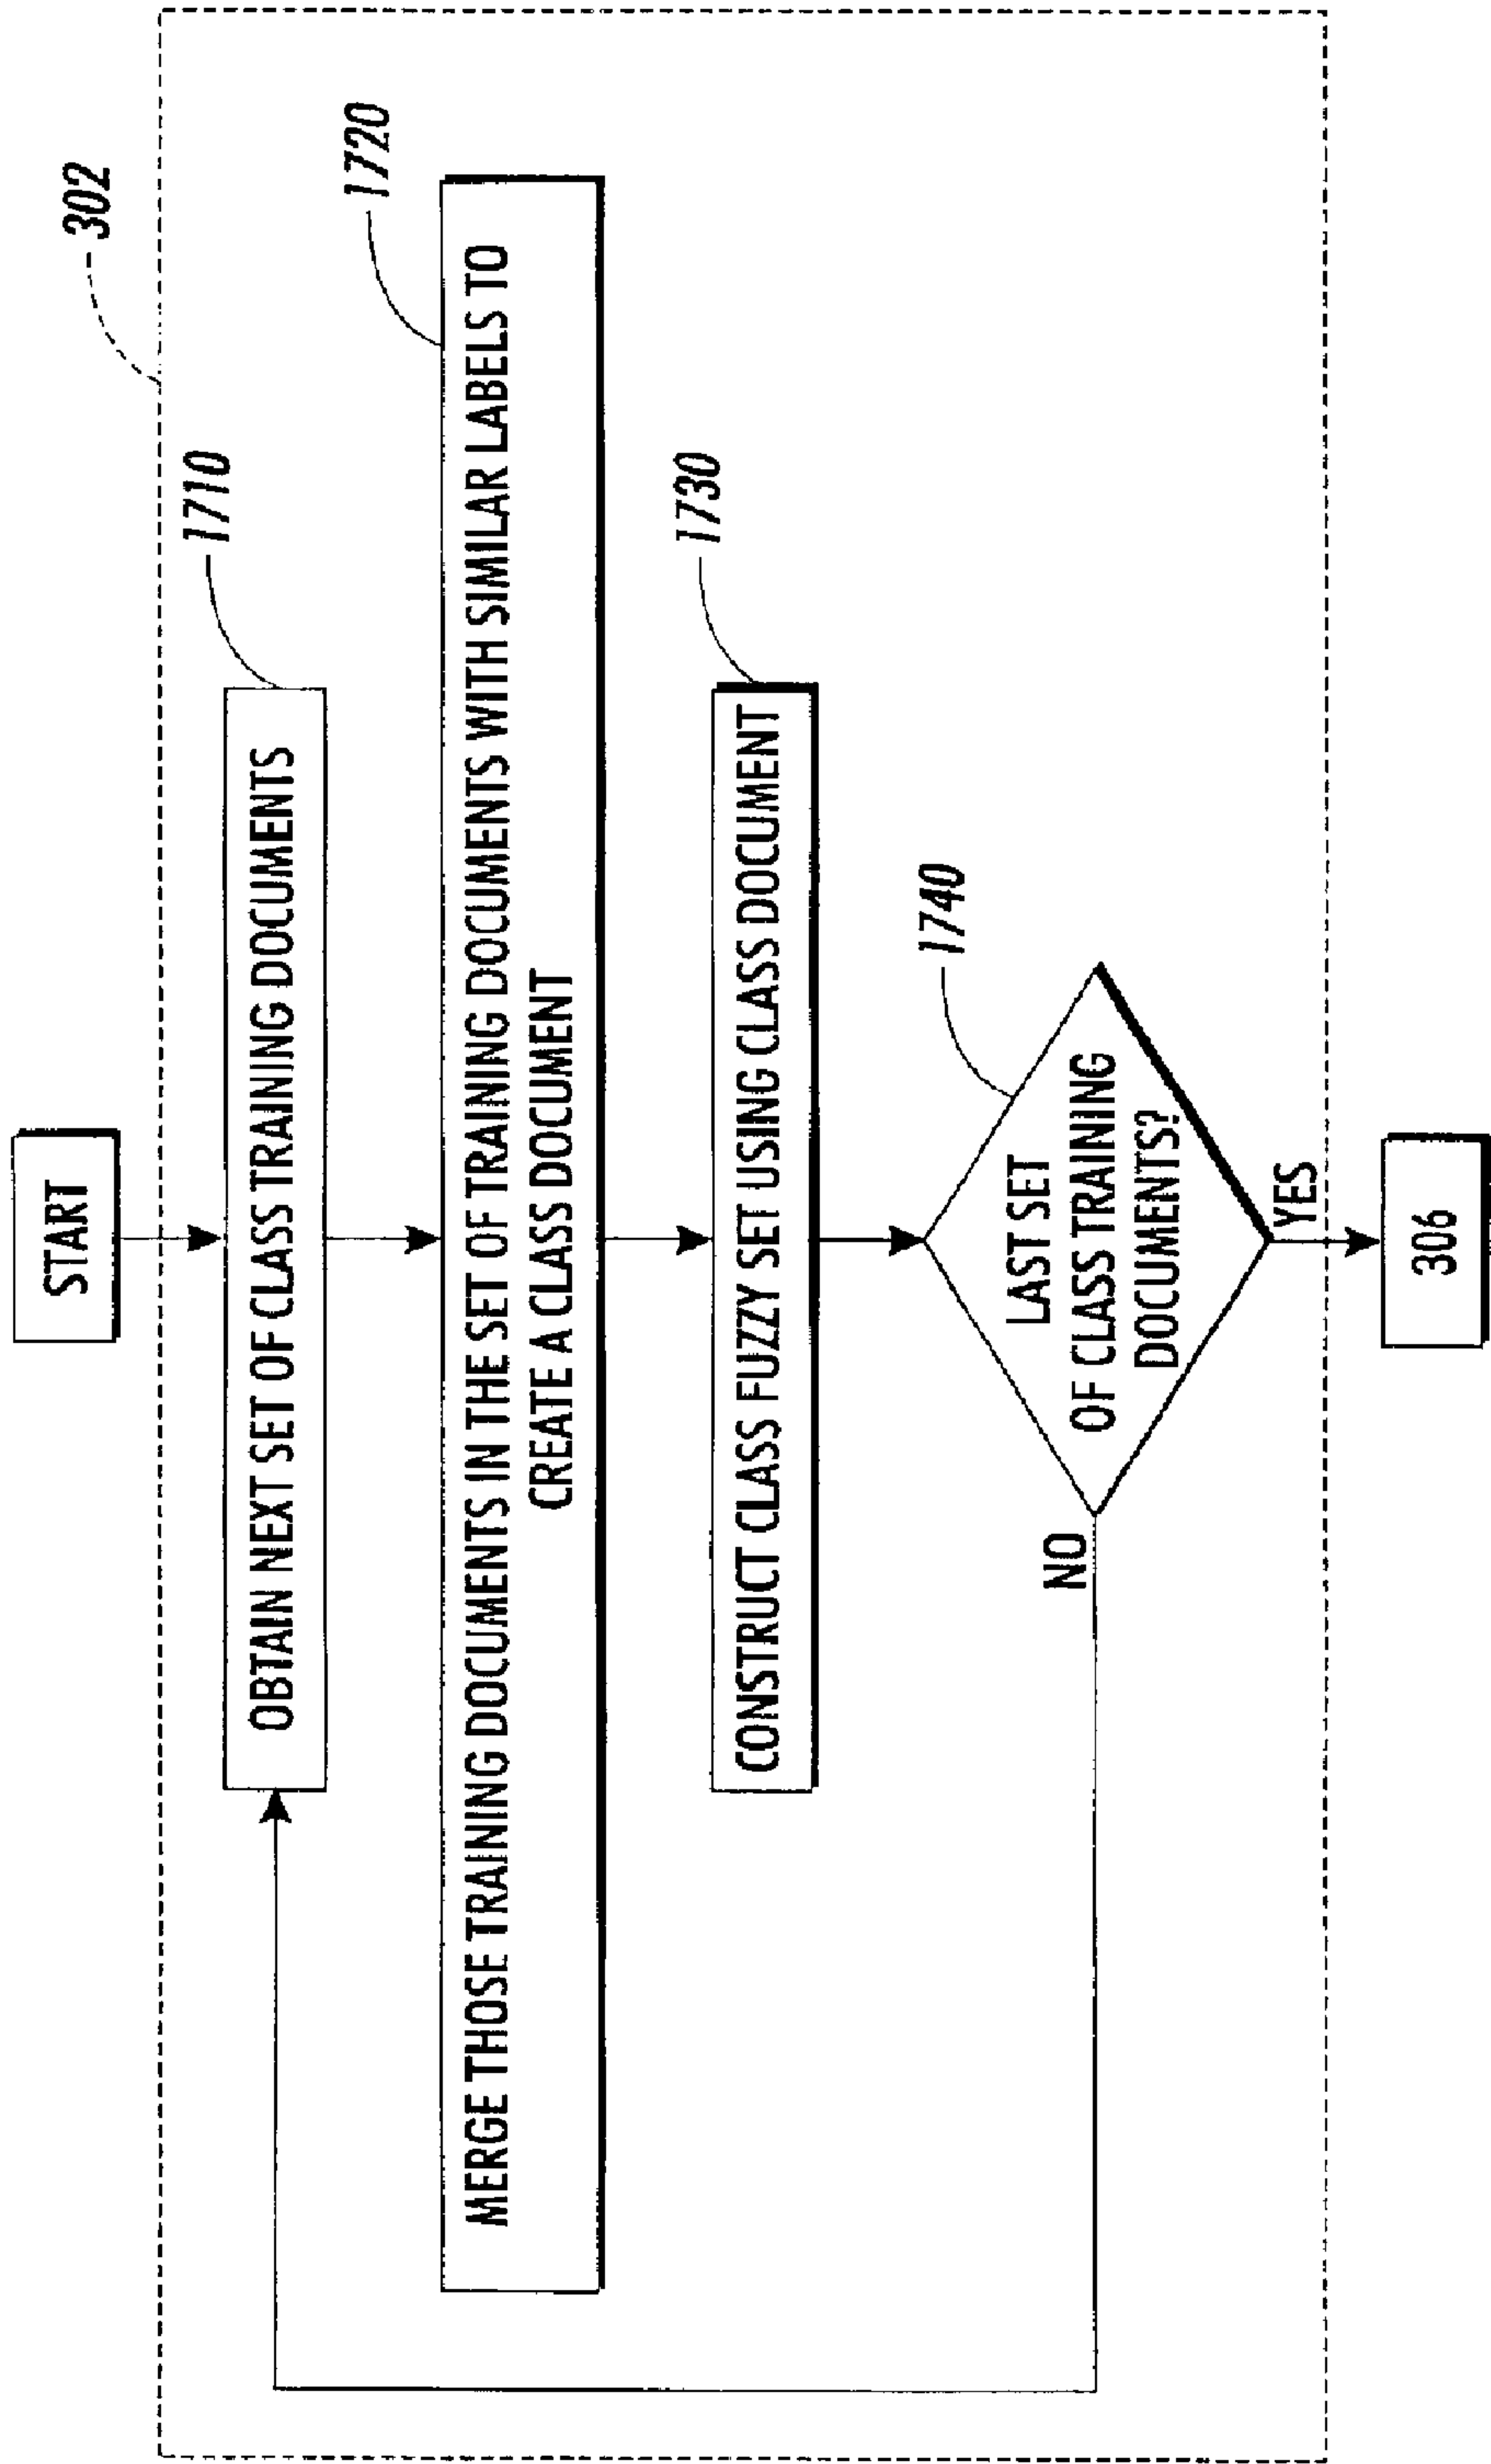 START
302
1710
OBTAIN NEXT SET OF CLASS TRAINING DOCUMENTS
1720
MERGE THOSE TRAINING DOCUMENTS IN THE SET OF TRAINING DOCUMENTS WITH SIMILAR LABELS TO
CREATE A CLASS DOCUMENT
1730
CONSTRUCT CLASS FUZZY SET USING CLASS DOCUMENT
1740
LAST SET
OF CLASS TRAINING
DOCUMENTS?
NO
YES
306